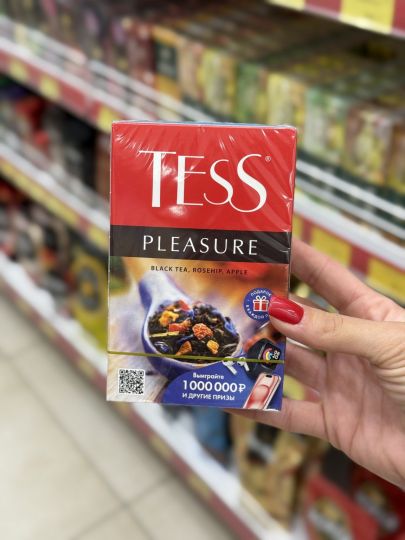 TESS®
PLEASURE
BLACK TEA, ROSEHIP, APPLE
Выиграйте
1 000 000 ₽
И ДРУГИЕ ПРИЗЫ